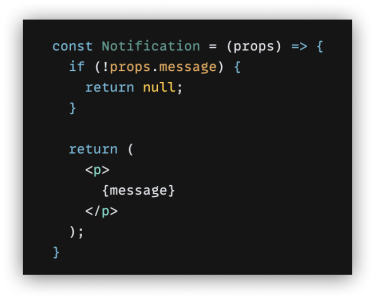 const Notification = (props) => {
  if (!props.message) {
    return null;
  }

  return (
    <p>
      {message}
    </p>
  );
}